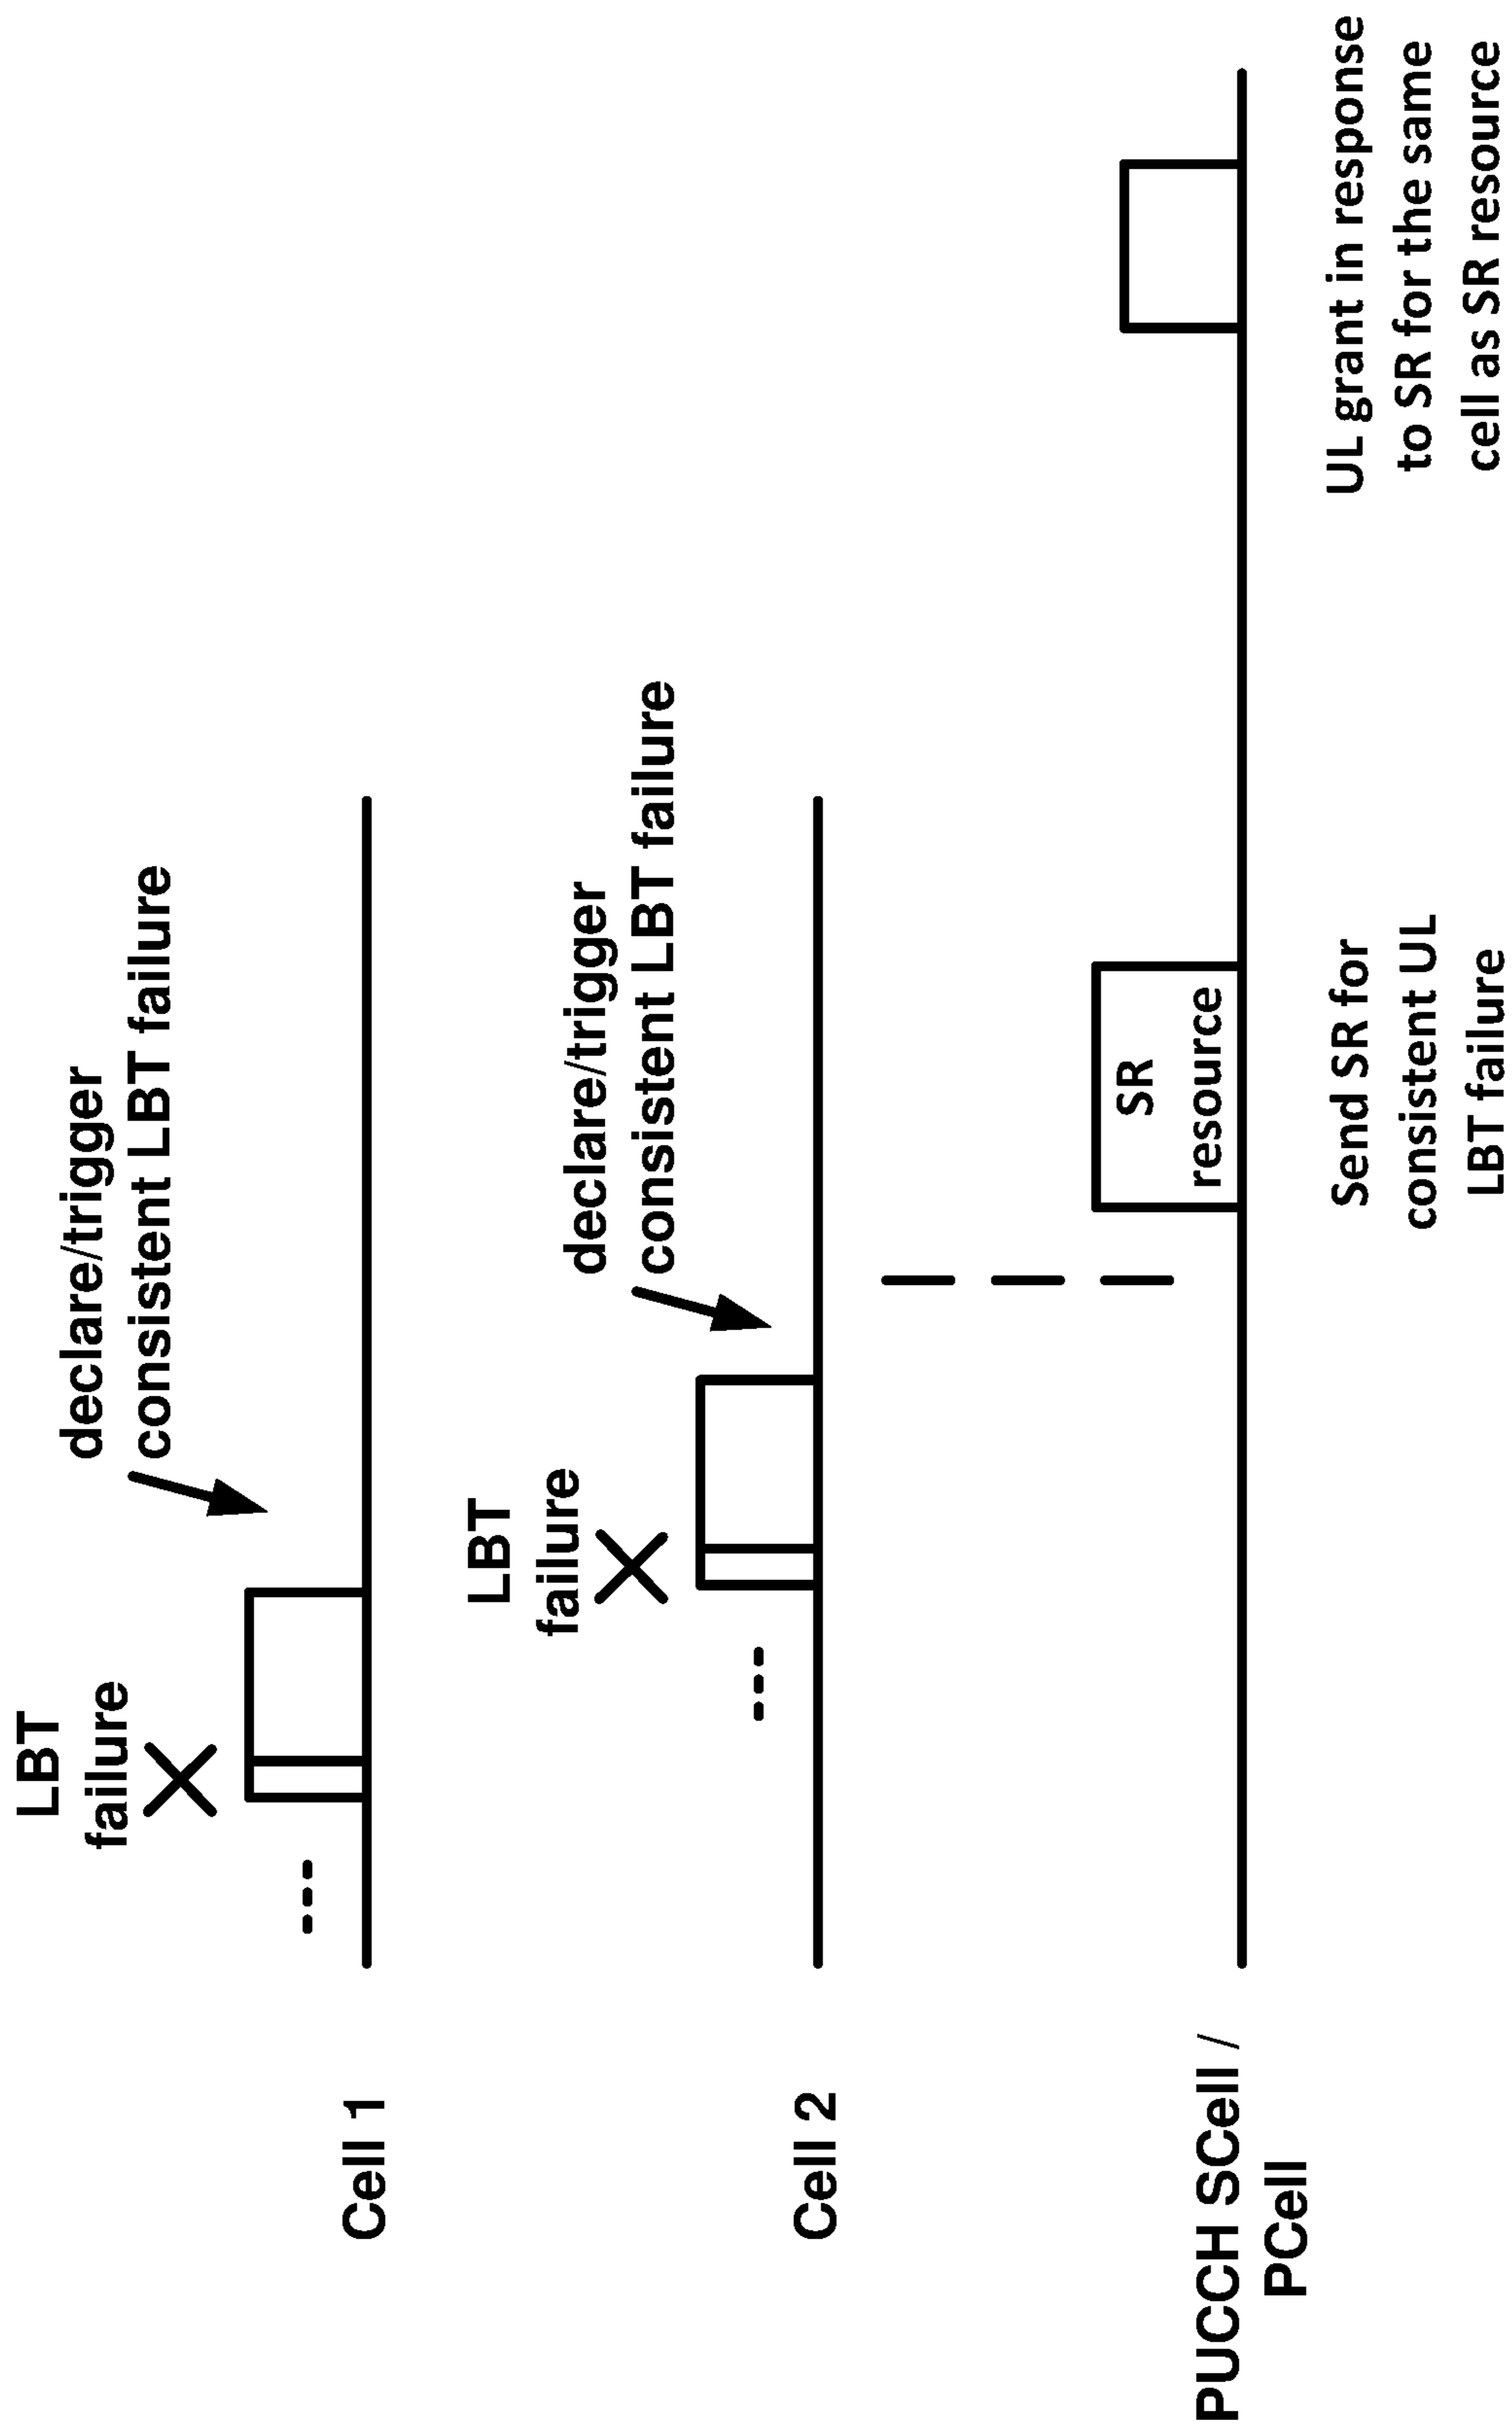 LBT
failure
declare/trigger
consistent LBT failure
Cell 1
LBT
failure
declare/trigger
consistent LBT failure
Cell 2
SR
resource
PUCCH SCell /
PCell
Send SR for
consistent UL
LBT failure
UL grant in response
to SR for the same
cell as SR resource